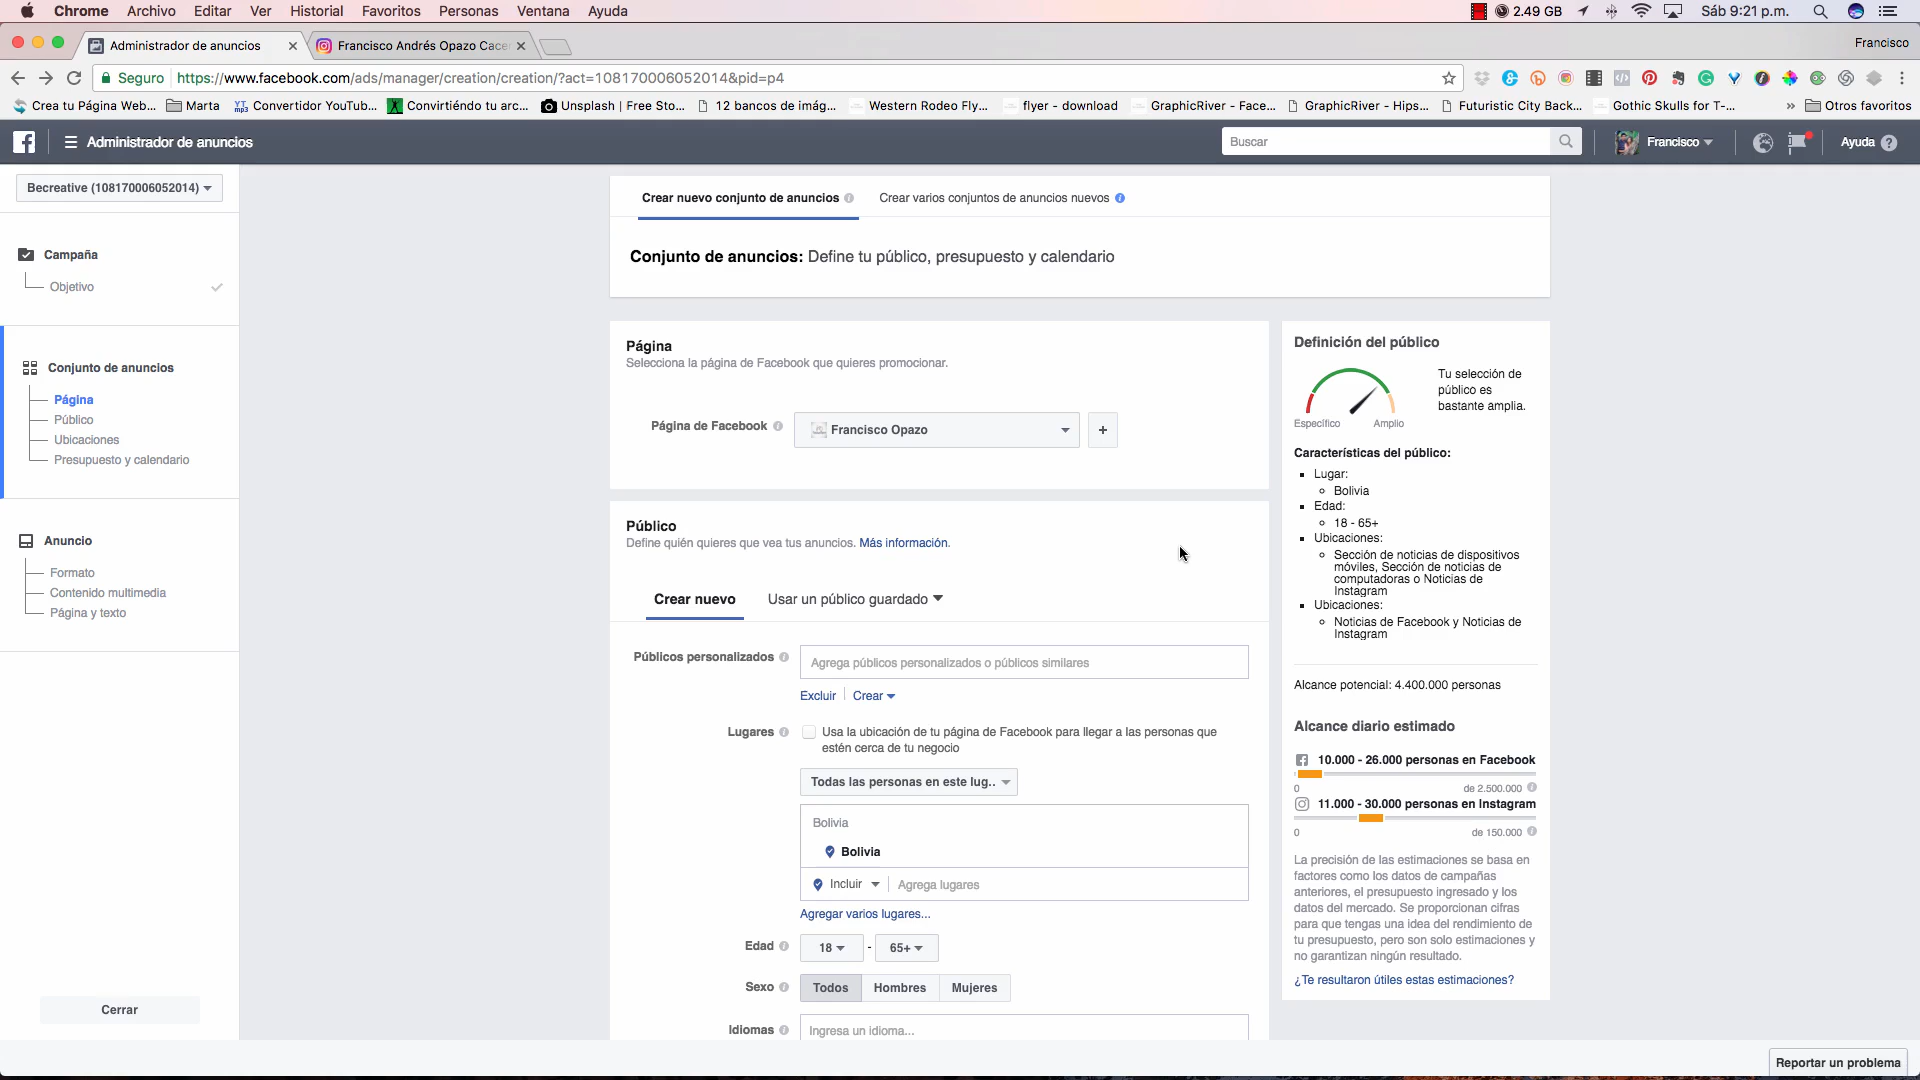 Chrome Archivo Editar Ver Historial Favoritos Personas Ventana Ayuda 2.49 GB Sáb 9:21 p.m.
Administrador de anuncios Francisco Andrés Opazo Cace Francisco
Seguro https://www.facebook.com/ads/manager/creation/creation/?act=108170006052014&pid=p4
Crea tu Página Web... Marta Convertidor YouTub... Convirtiéndo tu arc... Unsplash | Free Sto... 12 bancos de imág... Western Rodeo Fly... flyer - download GraphicRiver - Face... GraphicRiver - Hips... Futuristic City Back... Gothic Skulls for T-... » Otros favoritos
Administrador de anuncios Buscar Francisco Ayuda ?
Becreative (108170006052014)
Campaña
Objetivo
Conjunto de anuncios
Página
Público
Ubicaciones
Presupuesto y calendario
Anuncio
Formato
Contenido multimedia
Página y texto
Cerrar
Crear nuevo conjunto de anuncios Crear varios conjuntos de anuncios nuevos
Conjunto de anuncios: Define tu público, presupuesto y calendario
Página
Selecciona la página de Facebook que quieres promocionar.
Página de Facebook Francisco Opazo +
Público
Define quién quieres que vea tus anuncios. Más información.
Crear nuevo Usar un público guardado
Públicos personalizados Agrega públicos personalizados o públicos similares
Excluir Crear
Lugares Usa la ubicación de tu página de Facebook para llegar a las personas que
estén cerca de tu negocio
Todas las personas en este lug..
Bolivia
Bolivia
Incluir Agrega lugares
Agregar varios lugares...
Edad 18 - 65+
Sexo Todos Hombres Mujeres
Idiomas Ingresa un idioma...
Definición del público
Tu selección de
público es
bastante amplia.
Específico Amplio
Características del público:
Lugar:
Bolivia
Edad:
18 - 65+
Ubicaciones:
Sección de noticias de dispositivos
móviles, Sección de noticias de
computadoras o Noticias de
Instagram
Ubicaciones:
Noticias de Facebook y Noticias de
Instagram
Alcance potencial: 4.400.000 personas
Alcance diario estimado
10.000 - 26.000 personas en Facebook
0 de 2.500.000
11.000 - 30.000 personas en Instagram
0 de 150.000
La precisión de las estimaciones se basa en
factores como los datos de campañas
anteriores, el presupuesto ingresado y los
datos del mercado. Se proporcionan cifras
para que tengas una idea del rendimiento de
tu presupuesto, pero son solo estimaciones y
no garantizan ningún resultado.
¿Te resultaron útiles estas estimaciones?
Reportar un problema